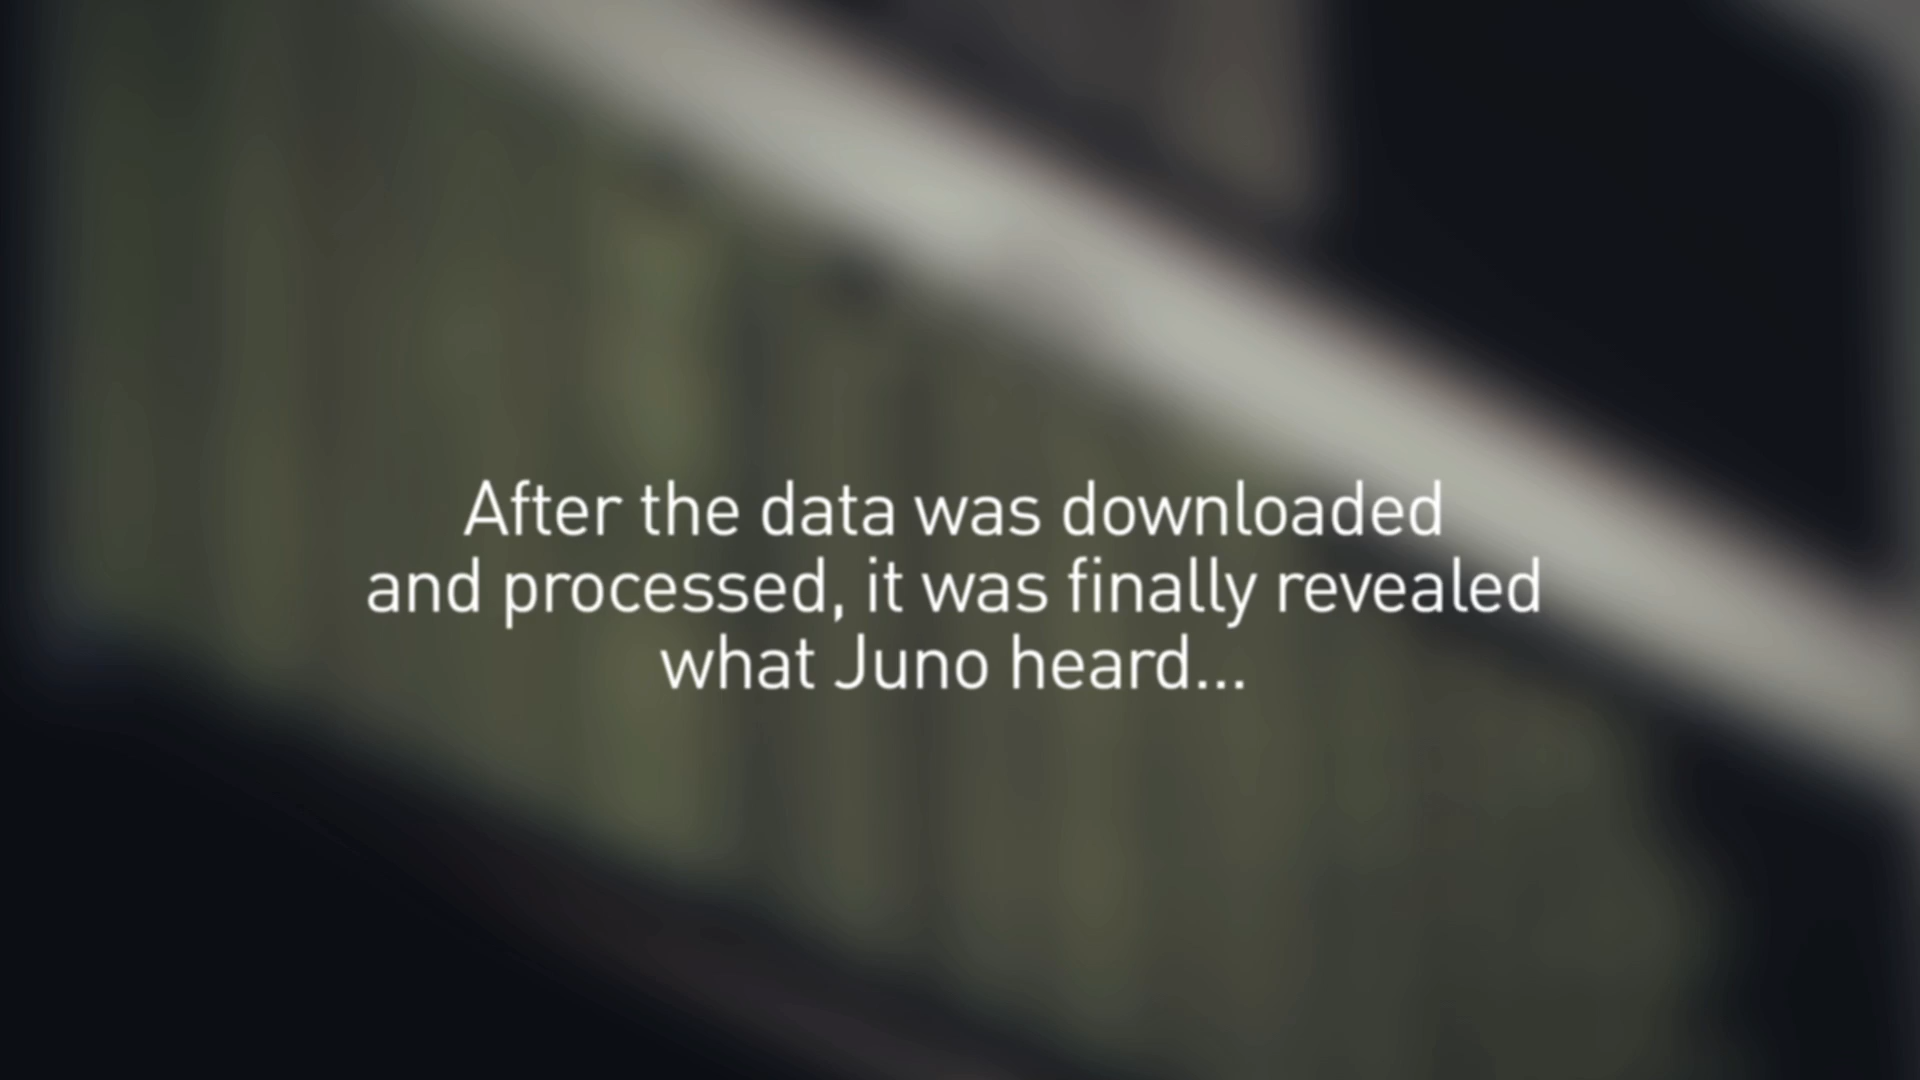 After the data was downloaded
and processed, it was finally revealed
what Juno heard...